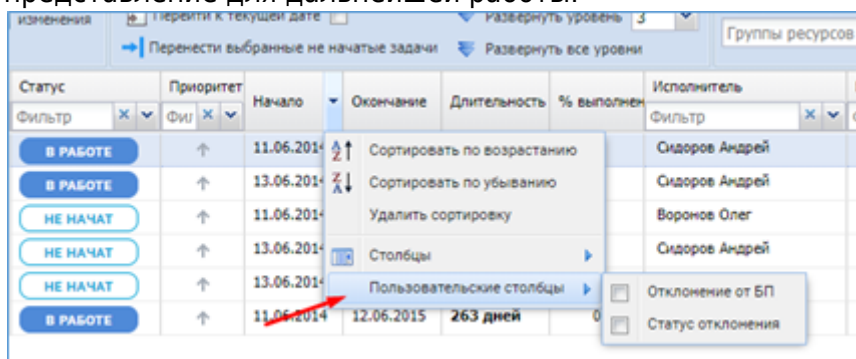 представление для дальнейшей работы.
изменения Перейти к текущей дате Развернуть уровень 3
Перенести выбранные не начатые задачи Развернуть все уровни Группы ресурсов
Статус Приоритет Начало Окончание Длительность % выполнен Исполнитель
Фильтр Фил Фильтр
В РАБОТЕ 11.06.2014 Сидоров Андрей
Сортировать по возрастанию
В РАБОТЕ 13.06.2014 Сидоров Андрей
Сортировать по убыванию
НЕ НАЧАТ 11.06.2014 Воронов Олег
Удалить сортировку
НЕ НАЧАТ 13.06.2014 Сидоров Андрей
Столбцы
НЕ НАЧАТ 13.06.2014
Пользовательские столбцы Отклонение от БП
В РАБОТЕ 11.06.2014 12.06.2015 263 дней 0 Статус отклонения